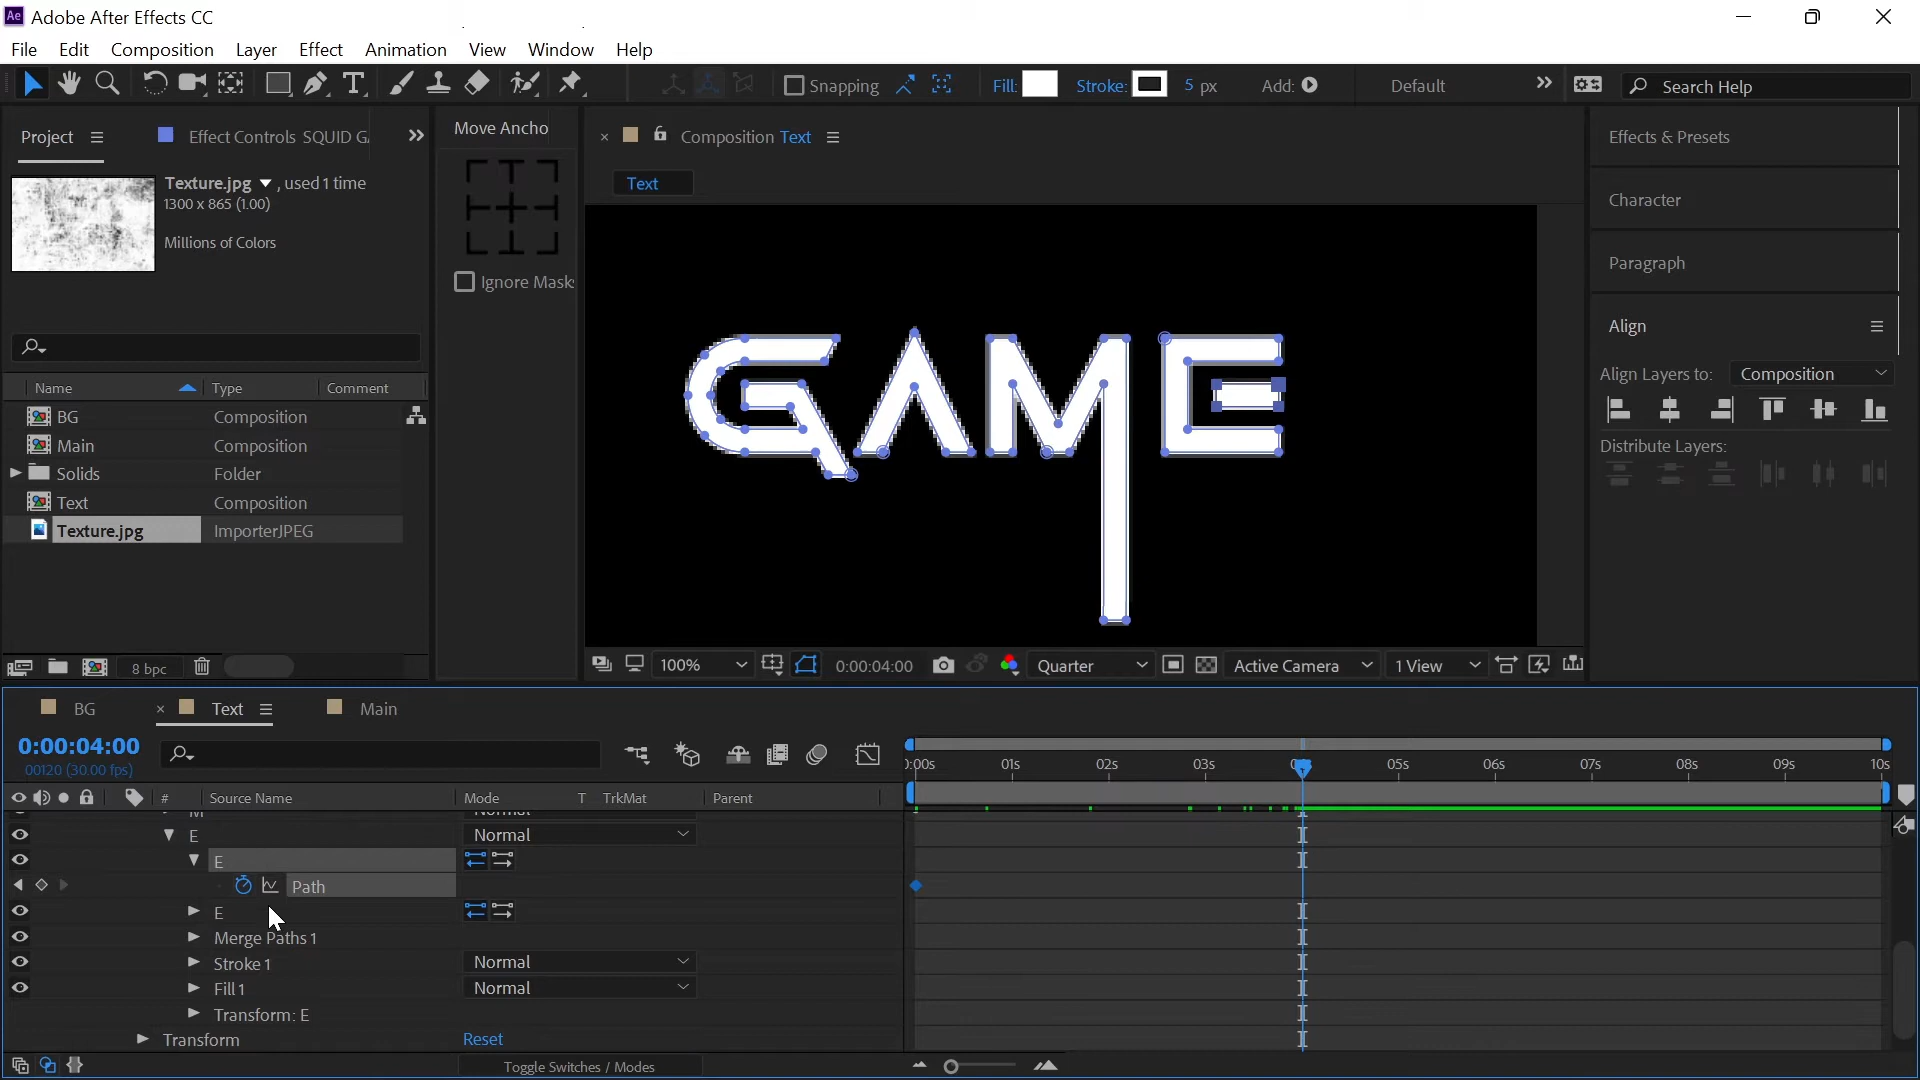 Ae Adobe After Effects CC
File Edit Composition Layer Effect Animation View Window Help
Snapping Fill: Stroke: 5 px Add: Default Search Help
Project Effect Controls SQUID GA
Texture.jpg , used 1 time
1300 x 865 (1.00)
Millions of Colors
Name Type Comment
BG Composition
Main Composition
Solids Folder
Text Composition
Texture.jpg ImporterJPEG
8 bpc
Move Ancho
Ignore Masks
Composition Text
Text
GAME
100% 0:00:04:00 Quarter Active Camera 1 View
Effects & Presets
Character
Paragraph
Align
Align Layers to: Composition
Distribute Layers:
BG Text Main
0:00:04:00
00120 (30.00 fps)
):00s 01s 02s 03s 05s 06s 07s 08s 09s 10s
# Source Name Mode T TrkMat Parent
M Normal
E Normal
E
Path
E
Merge Paths 1
Stroke 1 Normal
Fill 1 Normal
Transform: E
Transform Reset
Toggle Switches / Modes